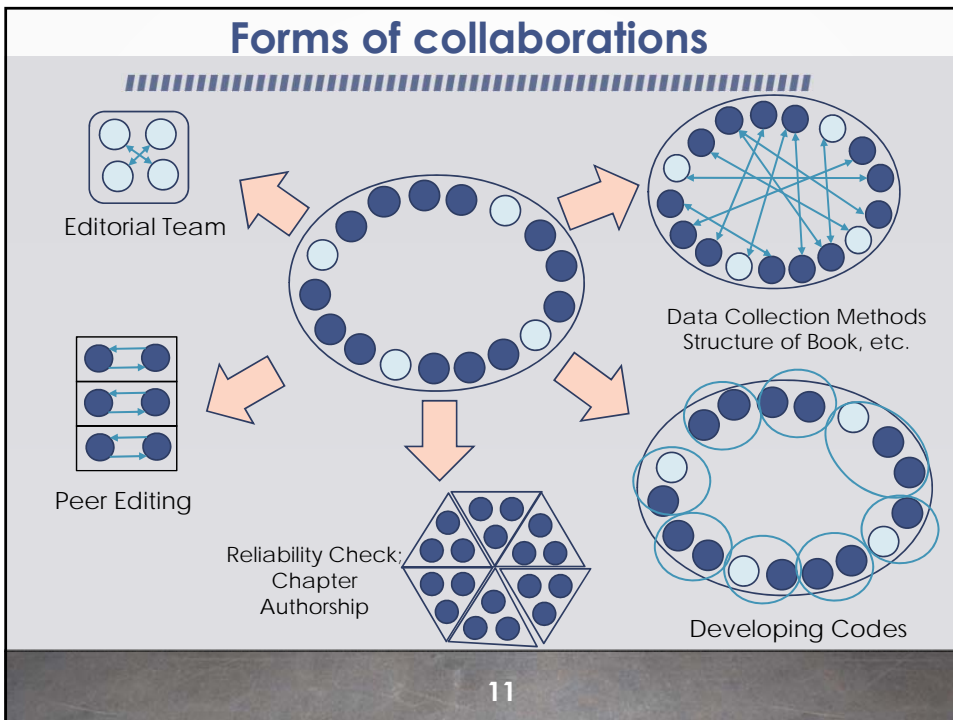 Forms of collaborations
Editorial Team
Data Collection Methods
Structure of Book, etc.
Peer Editing
Reliability Check;
Chapter
Authorship
Developing Codes
11